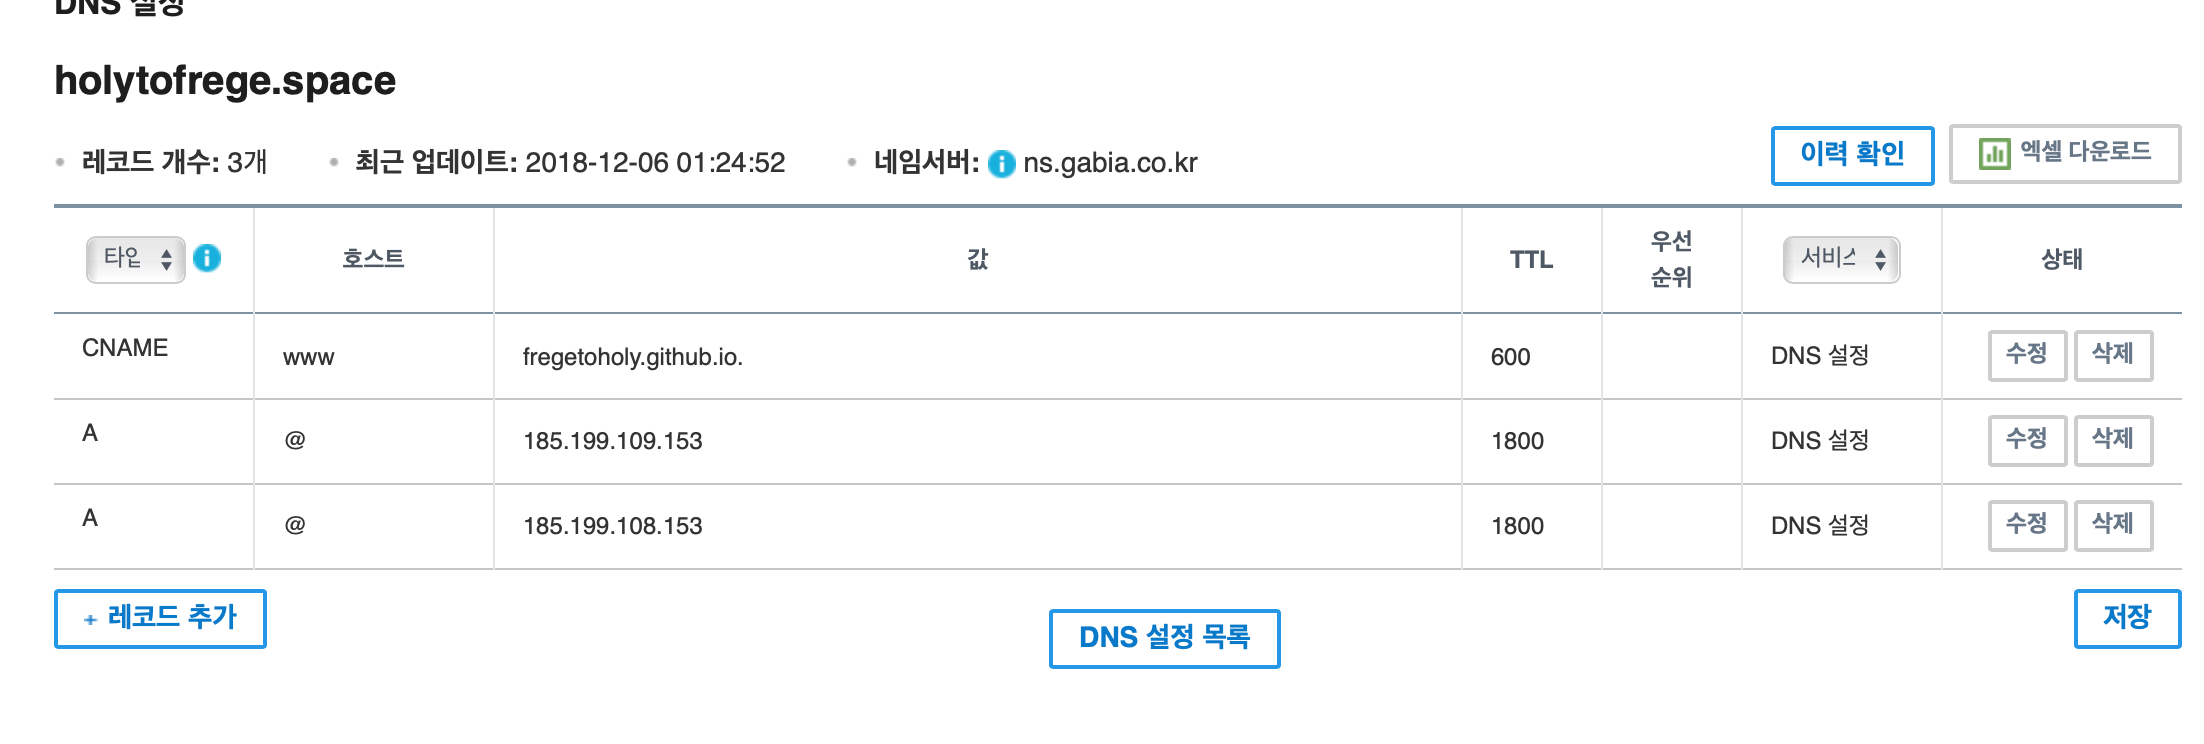 DNS 설정
holytofrege.space
레코드 개수: 3개 최근 업데이트: 2018-12-06 01:24:52 네임서버: ns.gabia.co.kr
이력 확인 엑셀 다운로드
타입 호스트 값 TTL 우선 순위 서비스 상태
CNAME www fregetoholy.github.io. 600 DNS 설정 수정 삭제
A @ 185.199.109.153 1800 DNS 설정 수정 삭제
A @ 185.199.108.153 1800 DNS 설정 수정 삭제
+ 레코드 추가 DNS 설정 목록 저장